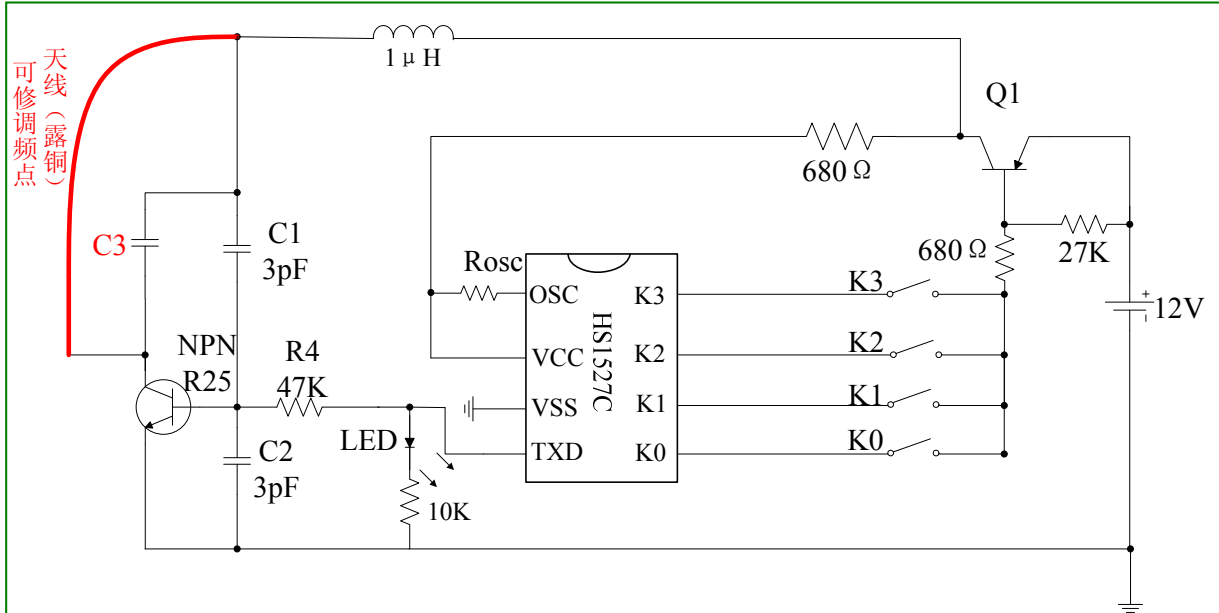 天线（露铜）
可修调频点
1μH
Q1
680Ω
C3
C1
3pF
Rosc
OSC
VCC
VSS
TXD
HS1527C
K3
K2
K1
K0
K3
K2
K1
K0
680Ω
27K
+
-
12V
NPN
R25
R4
47K
LED
C2
3pF
10K